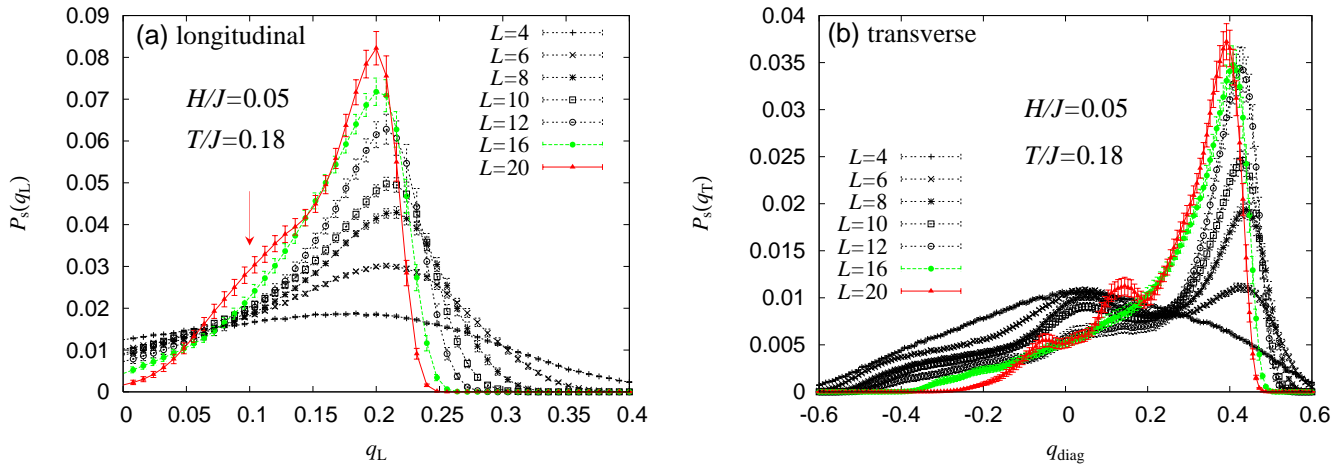 (a) longitudinal
H/J=0.05
T/J=0.18
L=4
L=6
L=8
L=10
L=12
L=16
L=20
P_s(q_L)
0.09
0.08
0.07
0.06
0.05
0.04
0.03
0.02
0.01
0
0 0.05 0.1 0.15 0.2 0.25 0.3 0.35 0.4
q_L
(b) transverse
H/J=0.05
T/J=0.18
L=4
L=6
L=8
L=10
L=12
L=16
L=20
P_s(q_T)
0.04
0.035
0.03
0.025
0.02
0.015
0.01
0.005
0
-0.6 -0.4 -0.2 0 0.2 0.4 0.6
q_diag